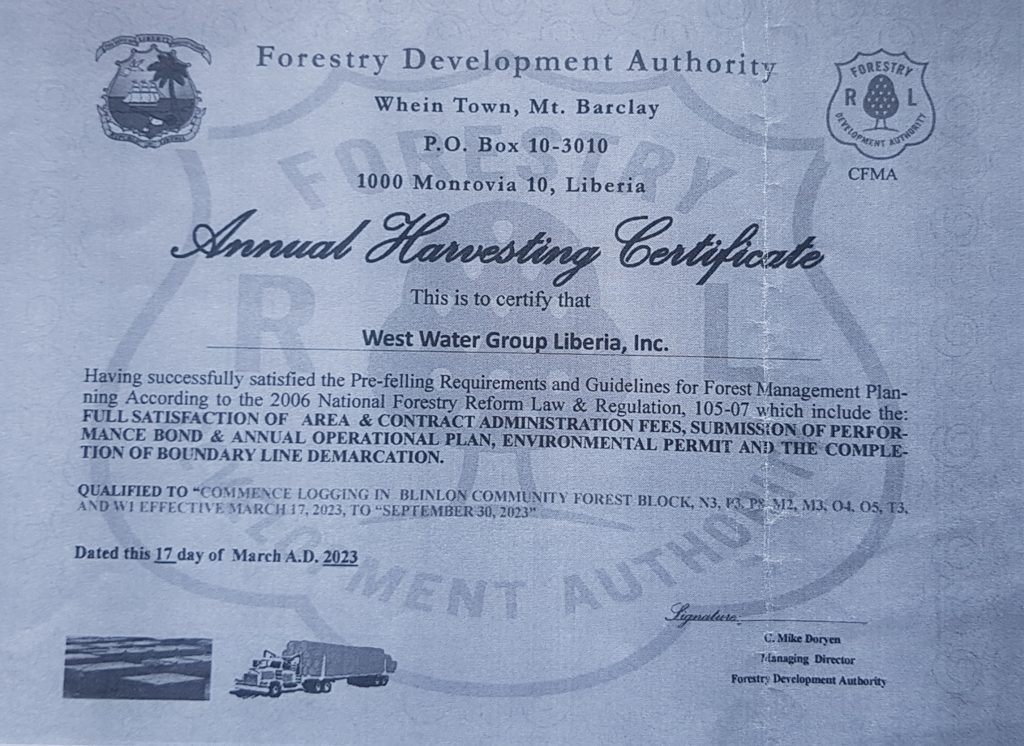 Forestry Development Authority
Whein Town, Mt. Barclay
P.O. Box 10-3010
1000 Monrovia 10, Liberia
FORESTRY
R L
DEVELOPMENT AUTHORITY
CFMA
Annual Harvesting Certificate
This is to certify that
West Water Group Liberia, Inc.
Having successfully satisfied the Pre-felling Requirements and Guidelines for Forest Management Plan-
ning According to the 2006 National Forestry Reform Law & Regulation, 105-07 which include the:
FULL SATISFACTION OF AREA & CONTRACT ADMINISTRATION FEES, SUBMISSION OF PERFOR-
MANCE BOND & ANNUAL OPERATIONAL PLAN, ENVIRONMENTAL PERMIT AND THE COMPLE-
TION OF BOUNDARY LINE DEMARCATION.
QUALIFIED TO “COMMENCE LOGGING IN BLINLON COMMUNITY FOREST BLOCK, N3, P3, P8, M2, M3, O4, O5, T3,
AND W1 EFFECTIVE MARCH 17, 2023, TO “SEPTEMBER 30, 2023”
Dated this 17 day of March A.D. 2023
Signature
C. Mike Doryen
Managing Director
Forestry Development Authority
FORESTRY
R L
MENT AUTHORITY